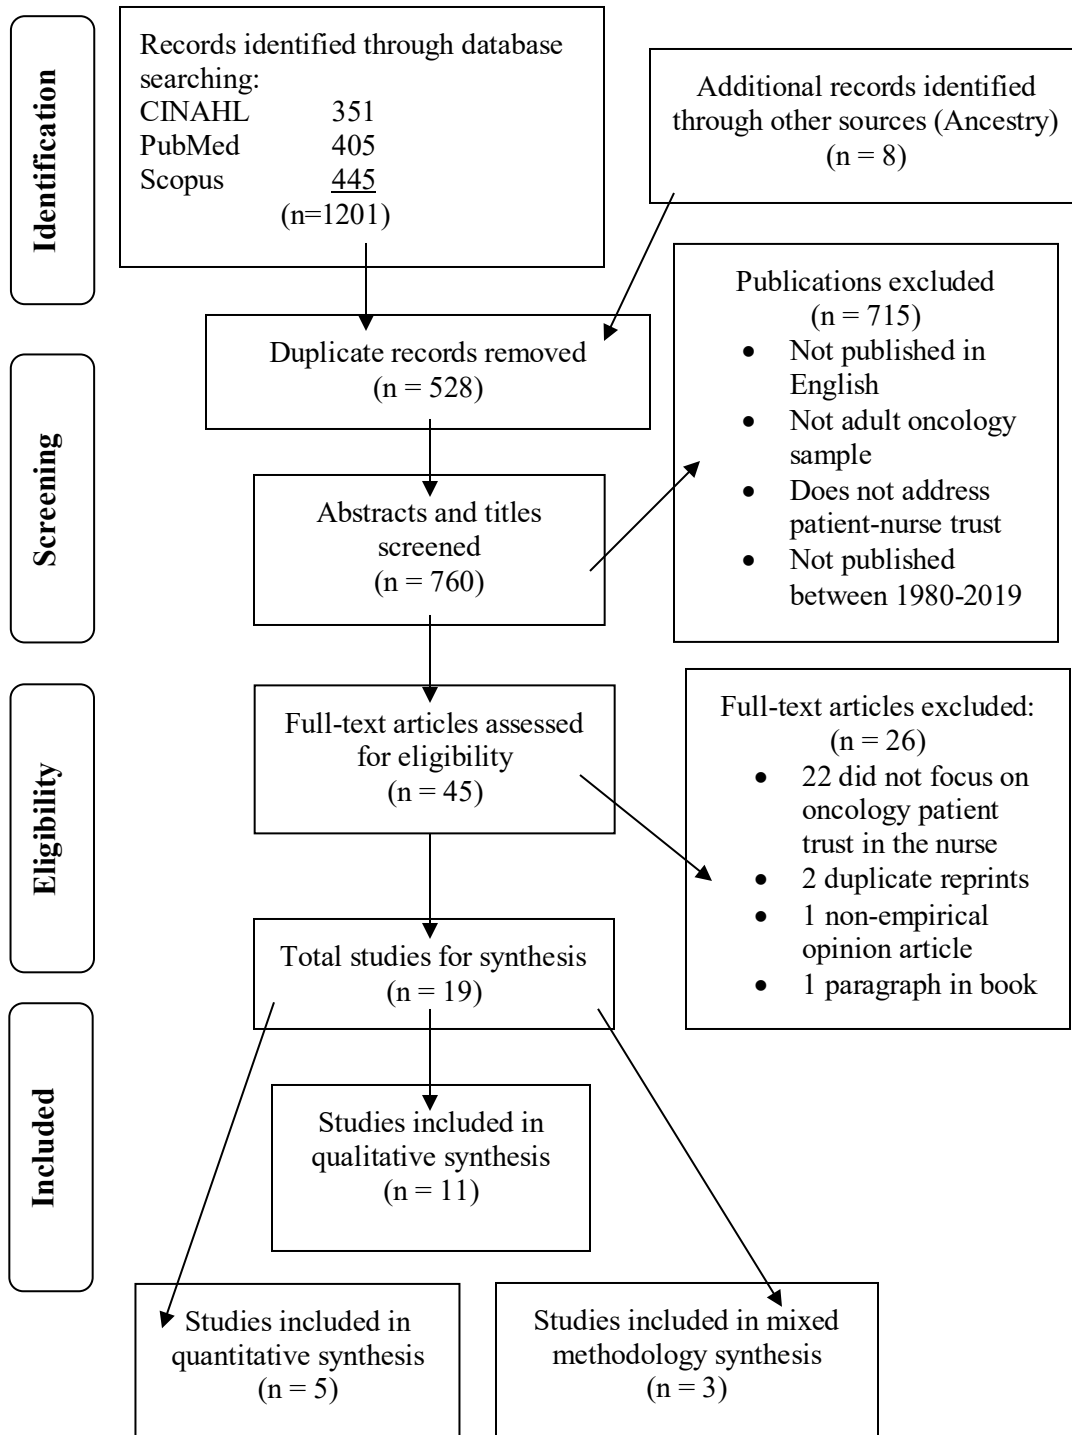 Identification
Records identified through database
searching:
CINAHL 351
PubMed 405
Scopus 445
(n=1201)
Additional records identified
through other sources (Ancestry)
(n = 8)
Screening
Duplicate records removed
(n = 528)
Publications excluded
(n = 715)
• Not published in
English
• Not adult oncology
sample
• Does not address
patient-nurse trust
• Not published
between 1980-2019
Abstracts and titles
screened
(n = 760)
Eligibility
Full-text articles assessed
for eligibility
(n = 45)
Full-text articles excluded:
(n = 26)
• 22 did not focus on
oncology patient
trust in the nurse
• 2 duplicate reprints
• 1 non-empirical
opinion article
• 1 paragraph in book
Total studies for synthesis
(n = 19)
Included
Studies included in
qualitative synthesis
(n = 11)
Studies included in
quantitative synthesis
(n = 5)
Studies included in mixed
methodology synthesis
(n = 3)